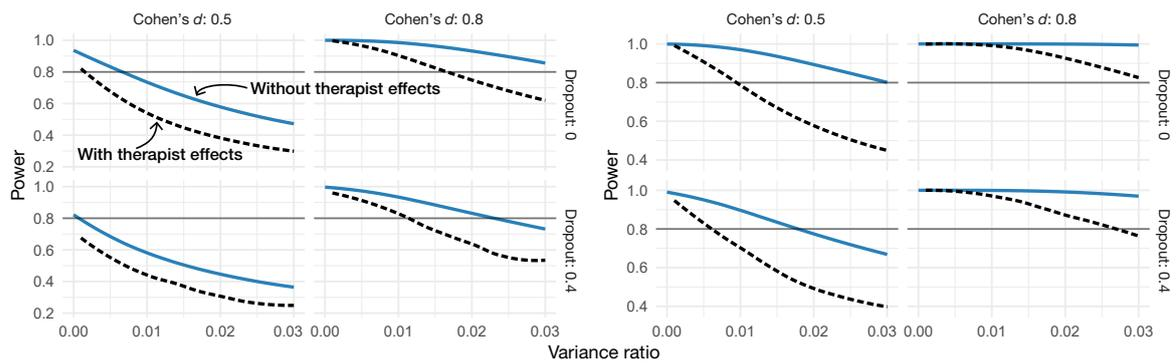 Cohen's d: 0.5
Cohen's d: 0.8
Cohen's d: 0.5
Cohen's d: 0.8
1.0
0.8
0.6
0.4
0.2
Without therapist effects
With therapist effects
Dropout: 0
1.0
0.8
0.6
0.4
Dropout: 0
Power
Power
1.0
0.8
0.6
0.4
0.2
Dropout: 0.4
1.0
0.8
0.6
0.4
Dropout: 0.4
0.00 0.01 0.02 0.03
0.00 0.01 0.02 0.03
0.00 0.01 0.02 0.03
0.00 0.01 0.02 0.03
Variance ratio